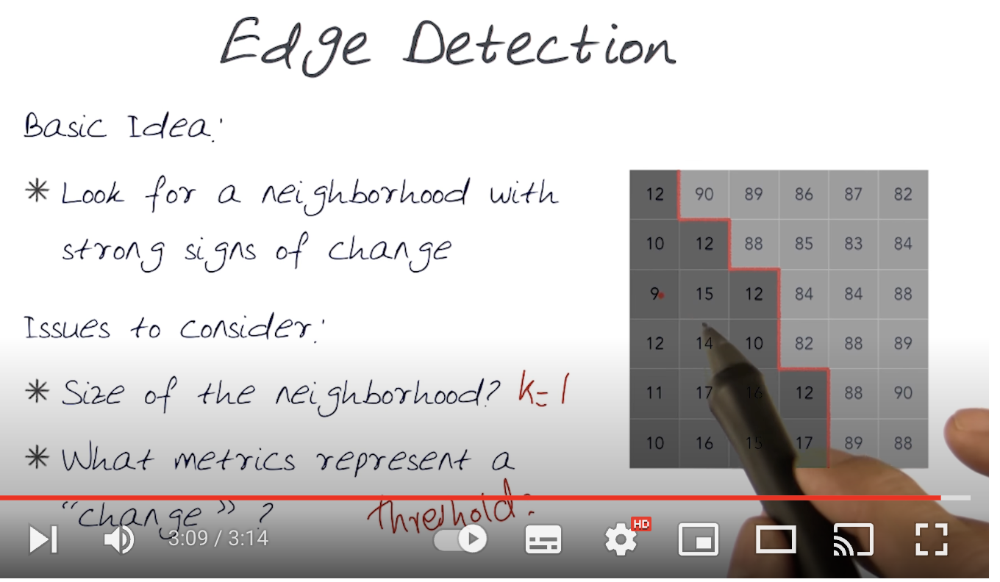 Edge Detection
Basic Idea:
* Look for a neighborhood with
strong signs of change
Issues to consider:
* Size of the neighborhood? k=1
* What metrics represent a
"change"? threshold:
12 90 89 86 87 82
10 12 88 85 83 84
9 15 12 84 84 88
12 14 10 82 88 89
11 17 16 12 88 90
10 16 15 17 89 88
3:09 / 3:14
HD